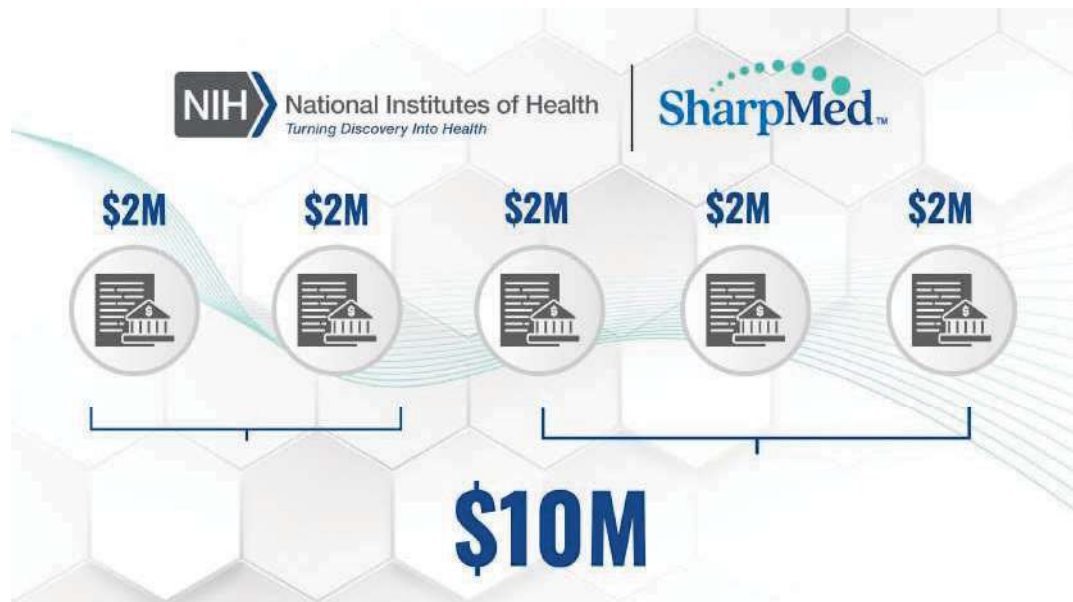 NIH
National Institutes of Health
Turning Discovery Into Health
SharpMed™
$2M
$2M
$2M
$2M
$2M
$
$
$
$
$
$10M